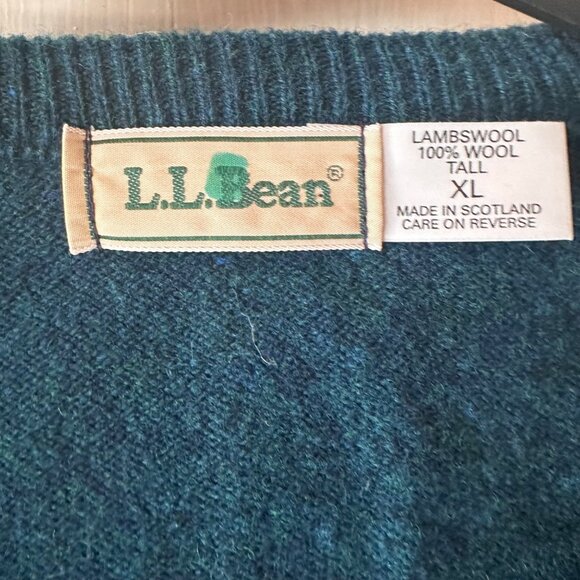 L.L.Bean®
LAMBSWOOL
100% WOOL
TALL
XL
MADE IN SCOTLAND
CARE ON REVERSE